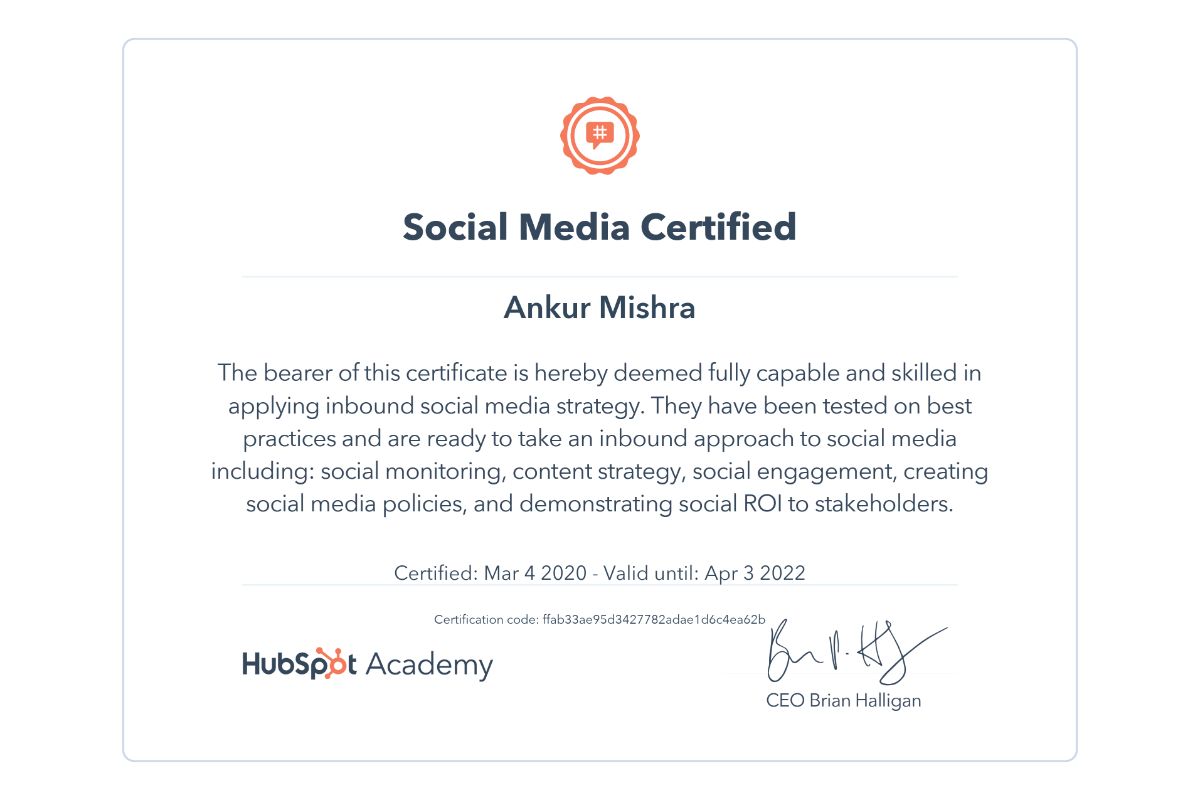 #
Social Media Certified
Ankur Mishra
The bearer of this certificate is hereby deemed fully capable and skilled in
applying inbound social media strategy. They have been tested on best
practices and are ready to take an inbound approach to social media
including: social monitoring, content strategy, social engagement, creating
social media policies, and demonstrating social ROI to stakeholders.
Certified: Mar 4 2020 - Valid until: Apr 3 2022
Certification code: ffab33ae95d3427782adae1d6c4ea62b
HubSpot Academy
CEO Brian Halligan